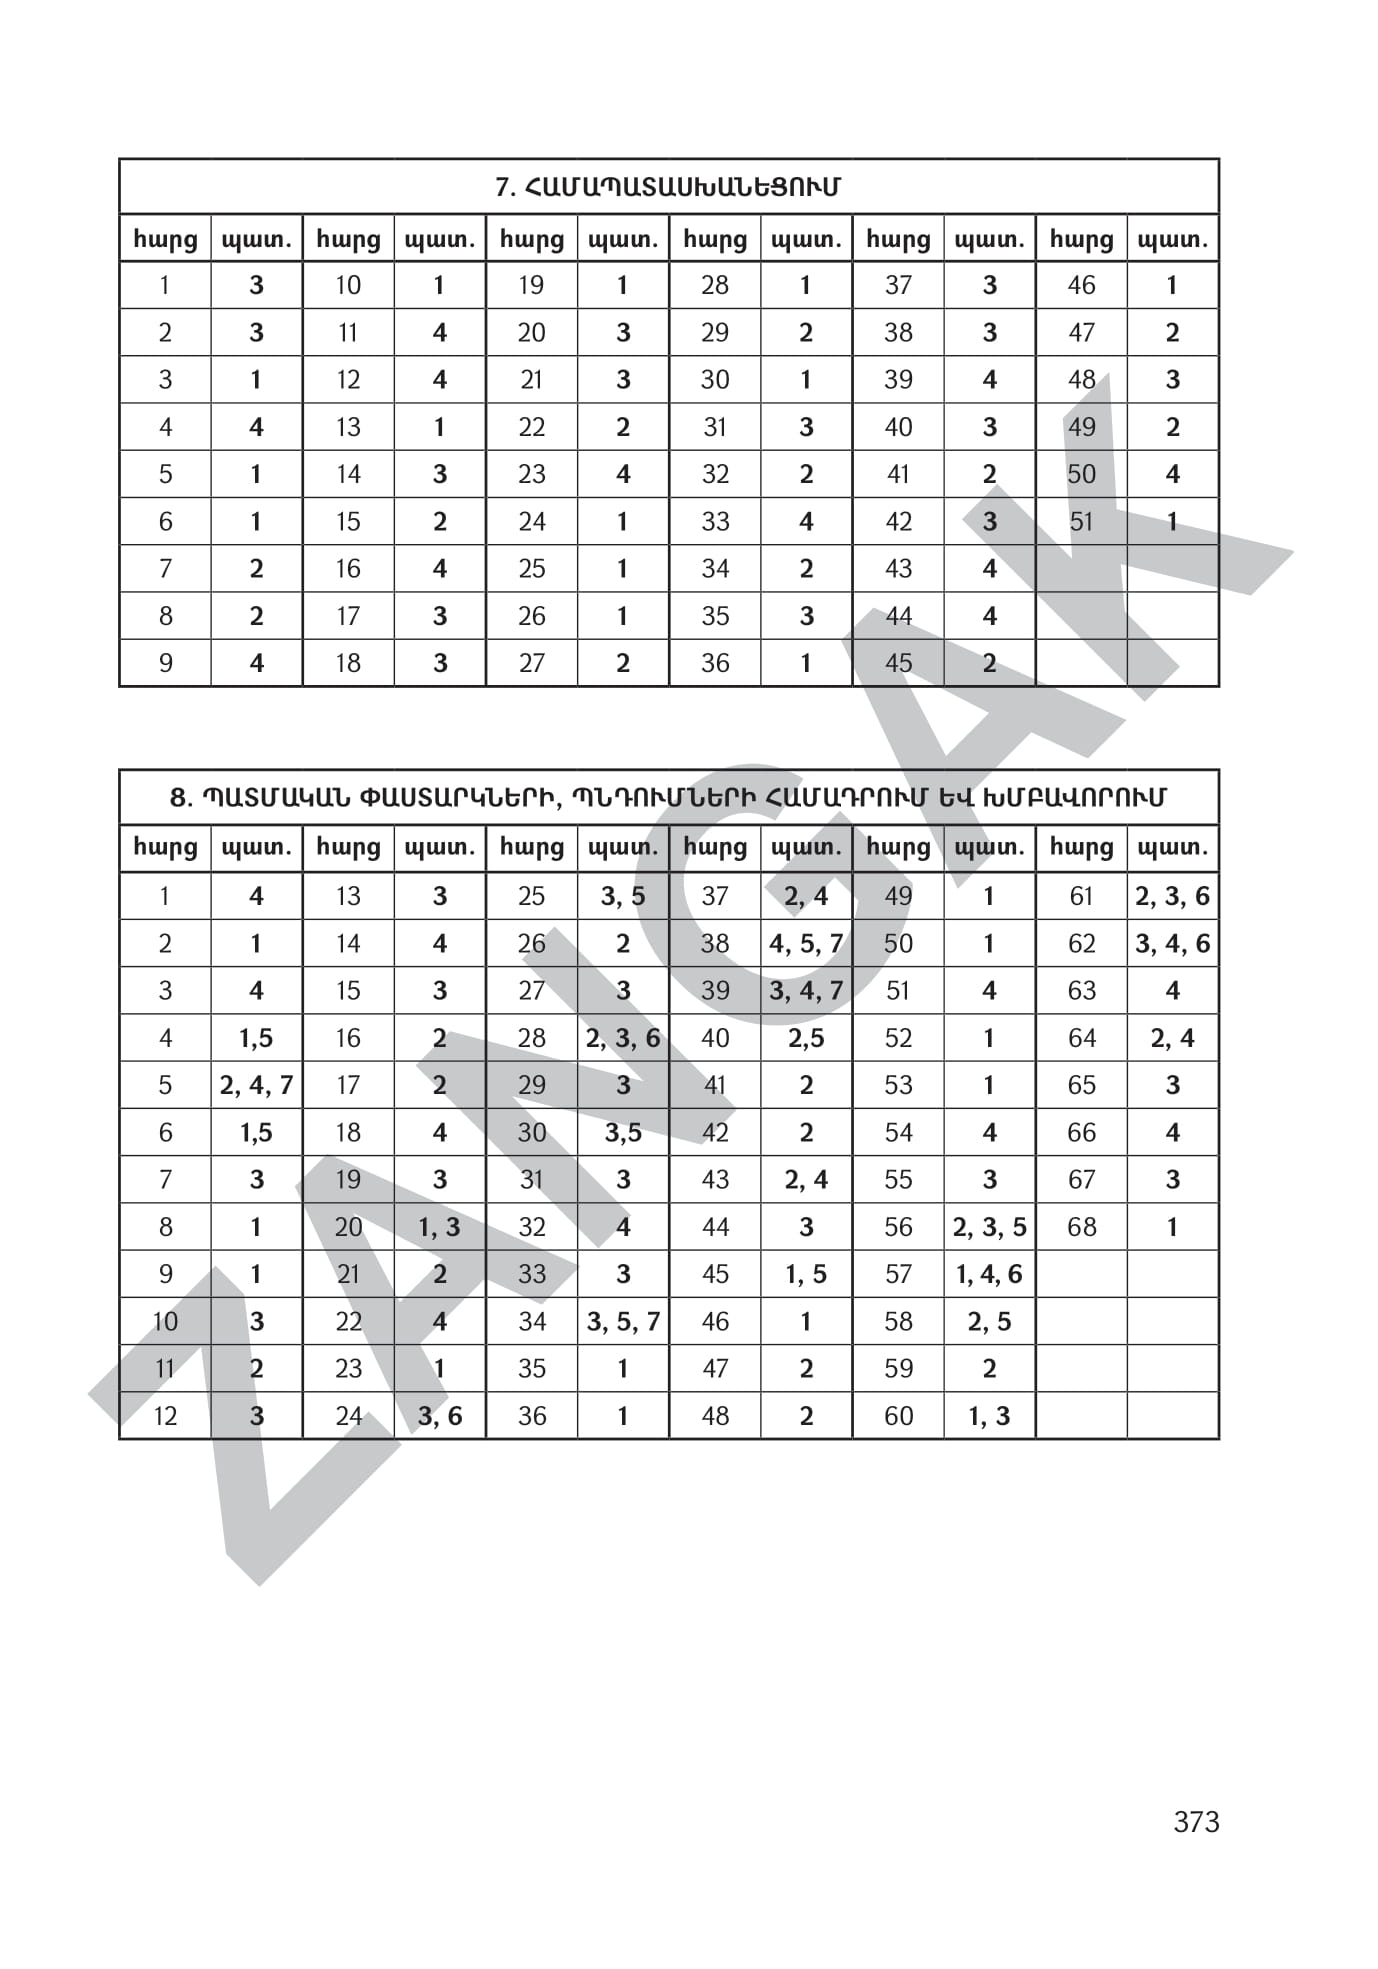 7. ՀԱՄԱՊԱՏԱՍԽԱՆԵՑՈՒՄ
հարց պատ. հարց պատ. հարց պատ. հարց պատ. հարց պատ. հարց պատ.
1 3 10 1 19 1 28 1 37 3 46 1
2 3 11 4 20 3 29 2 38 3 47 2
3 1 12 4 21 3 30 1 39 4 48 3
4 4 13 1 22 2 31 3 40 3 49 2
5 1 14 3 23 4 32 2 41 2 50 4
6 1 15 2 24 1 33 4 42 3 51 1
7 2 16 4 25 1 34 2 43 4
8 2 17 3 26 1 35 3 44 4
9 4 18 3 27 2 36 1 45 2
8. ՊԱՏՄԱԿԱՆ ՓԱՍՏԱՐԿՆԵՐԻ, ՊՆԴՈՒՄՆԵՐԻ ՀԱՄԱԴՐՈՒՄ ԵՎ ԽՄԲԱՎՈՐՈՒՄ
հարց պատ. հարց պատ. հարց պատ. հարց պատ. հարց պատ. հարց պատ.
1 4 13 3 25 3, 5 37 2, 4 49 1 61 2, 3, 6
2 1 14 4 26 2 38 4, 5, 7 50 1 62 3, 4, 6
3 4 15 3 27 3 39 3, 4, 7 51 4 63 4
4 1,5 16 2 28 2, 3, 6 40 2,5 52 1 64 2, 4
5 2, 4, 7 17 2 29 3 41 2 53 1 65 3
6 1,5 18 4 30 3,5 42 2 54 4 66 4
7 3 19 3 31 3 43 2, 4 55 3 67 3
8 1 20 1, 3 32 4 44 3 56 2, 3, 5 68 1
9 1 21 2 33 3 45 1, 5 57 1, 4, 6
10 3 22 4 34 3, 5, 7 46 1 58 2, 5
11 2 23 1 35 1 47 2 59 2
12 3 24 3, 6 36 1 48 2 60 1, 3
ZANGAK
373